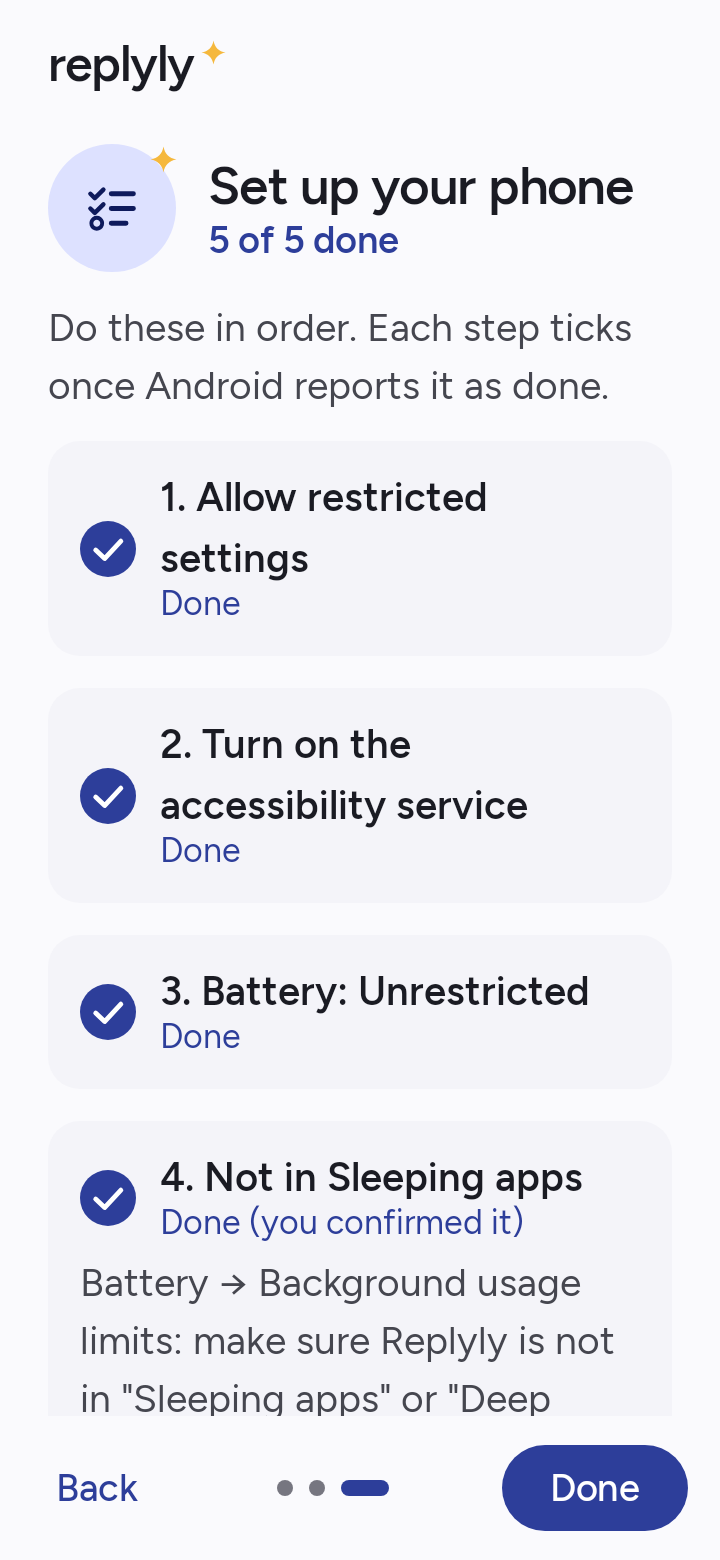 replyly
Set up your phone
5 of 5 done
Do these in order. Each step ticks
once Android reports it as done.
1. Allow restricted
settings
Done
2. Turn on the
accessibility service
Done
3. Battery: Unrestricted
Done
4. Not in Sleeping apps
Done (you confirmed it)
Battery → Background usage
limits: make sure Replyly is not
in "Sleeping apps" or "Deep
Back
Done